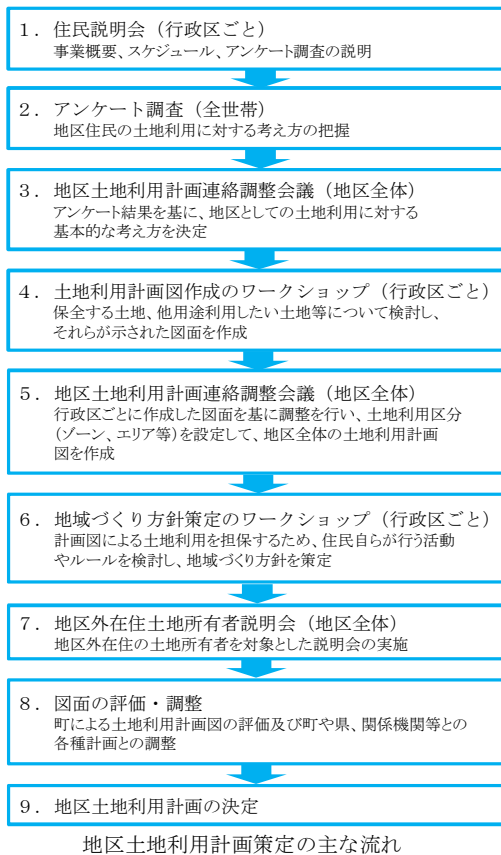 １．住民説明会（行政区ごと）
事業概要、スケジュール、アンケート調査の説明
２．アンケート調査（全世帯）
地区住民の土地利用に対する考え方の把握
３．地区土地利用計画連絡調整会議（地区全体）
アンケート結果を基に、地区としての土地利用に対する
基本的な考え方を決定
４．土地利用計画図作成のワークショップ（行政区ごと）
保全する土地、他用途利用したい土地等について検討し、
それらが示された図面を作成
５．地区土地利用計画連絡調整会議（地区全体）
行政区ごとに作成した図面を基に調整を行い、土地利用区分
（ゾーン、エリア等）を設定して、地区全体の土地利用計画
図を作成
６．地域づくり方針策定のワークショップ（行政区ごと）
計画図による土地利用を担保するため、住民自らが行う活動
やルールを検討し、地域づくり方針を策定
７．地区外在住土地所有者説明会（地区全体）
地区外在住の土地所有者を対象とした説明会の実施
８．図面の評価・調整
町による土地利用計画図の評価及び町や県、関係機関等との
各種計画との調整
９．地区土地利用計画の決定
地区土地利用計画策定の主な流れ